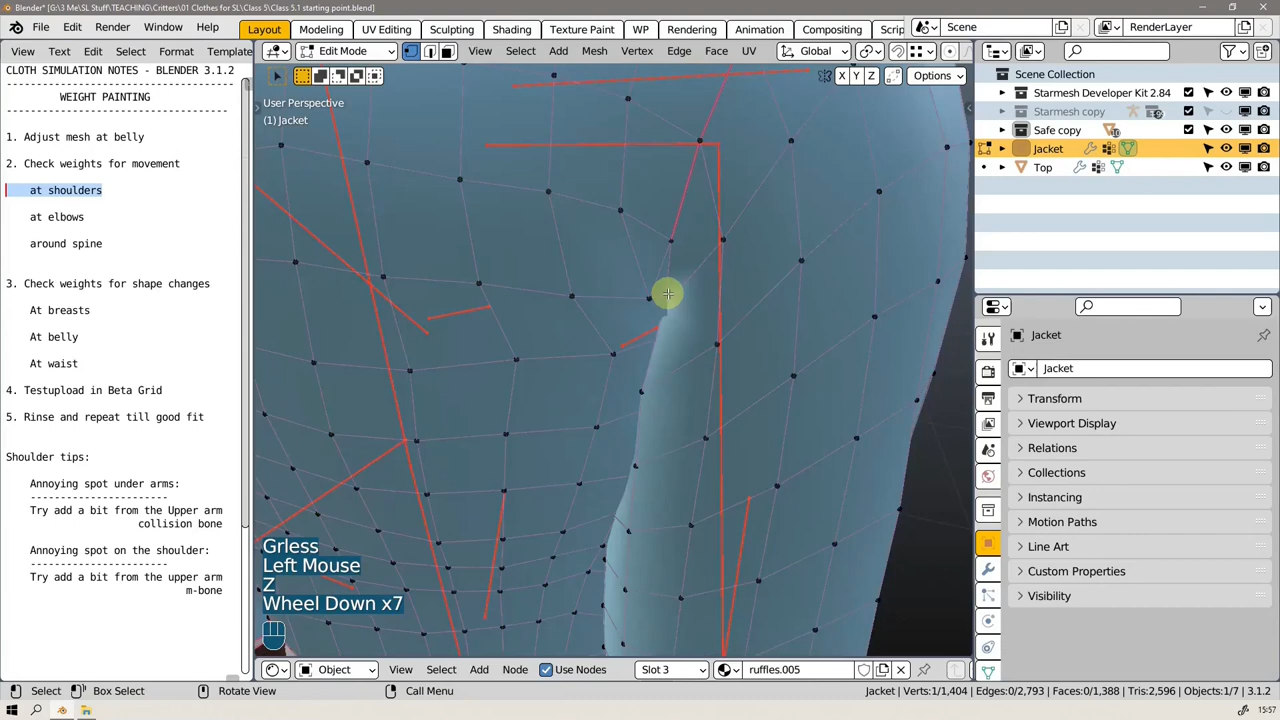 Blender* [G:\3 Me\SL Stuff\TEACHING\Critters\01 Clothes for SL\Class 5\Class 5.1 starting point.blend]
File Edit Render Window Help
Layout Modeling UV Editing Sculpting Shading Texture Paint WP Rendering Animation Compositing Scrip
Scene
RenderLayer
View Text Edit Select Format Template
Edit Mode
View Select Add Mesh Vertex Edge Face UV
Global
CLOTH SIMULATION NOTES - BLENDER 3.1.2
-----------------------------------
WEIGHT PAINTING
-----------------------------------
1. Adjust mesh at belly
2. Check weights for movement
at shoulders
at elbows
around spine
3. Check weights for shape changes
At breasts
At belly
At waist
4. Testupload in Beta Grid
5. Rinse and repeat till good fit
Shoulder tips:
Annoying spot under arms:
-----------------------
Try add a bit from the Upper arm
collision bone
Annoying spot on the shoulder:
-----------------------------
Try add a bit from the upper arm
m-bone
X Y Z
Options
User Perspective
(1) Jacket
Grless
Left Mouse
Z
Wheel Down x7
Scene Collection
Starmesh Developer Kit 2.84
Starmesh copy
Safe copy
Jacket
Top
Jacket
Jacket
Transform
Viewport Display
Relations
Collections
Instancing
Motion Paths
Line Art
Custom Properties
Visibility
Object
View Select Add Node
Use Nodes
Slot 3
ruffles.005
Select Box Select Rotate View Call Menu
Jacket | Verts:1/1,404 | Edges:0/2,793 | Faces:0/1,388 | Tris:2,596 | Objects:1/7 | 3.1.2
15:57